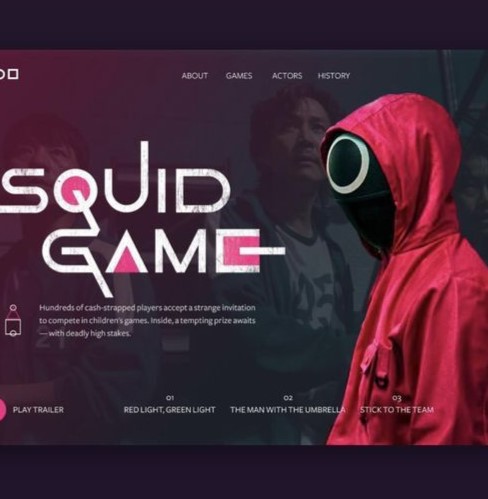 ABOUT GAMES ACTORS HISTORY
SQUID
GAME
Hundreds of cash-strapped players accept a strange invitation
to compete in children's games. Inside, a tempting prize awaits
—with deadly high stakes.
01 02 03
PLAY TRAILER RED LIGHT, GREEN LIGHT THE MAN WITH THE UMBRELLA STICK TO THE TEAM